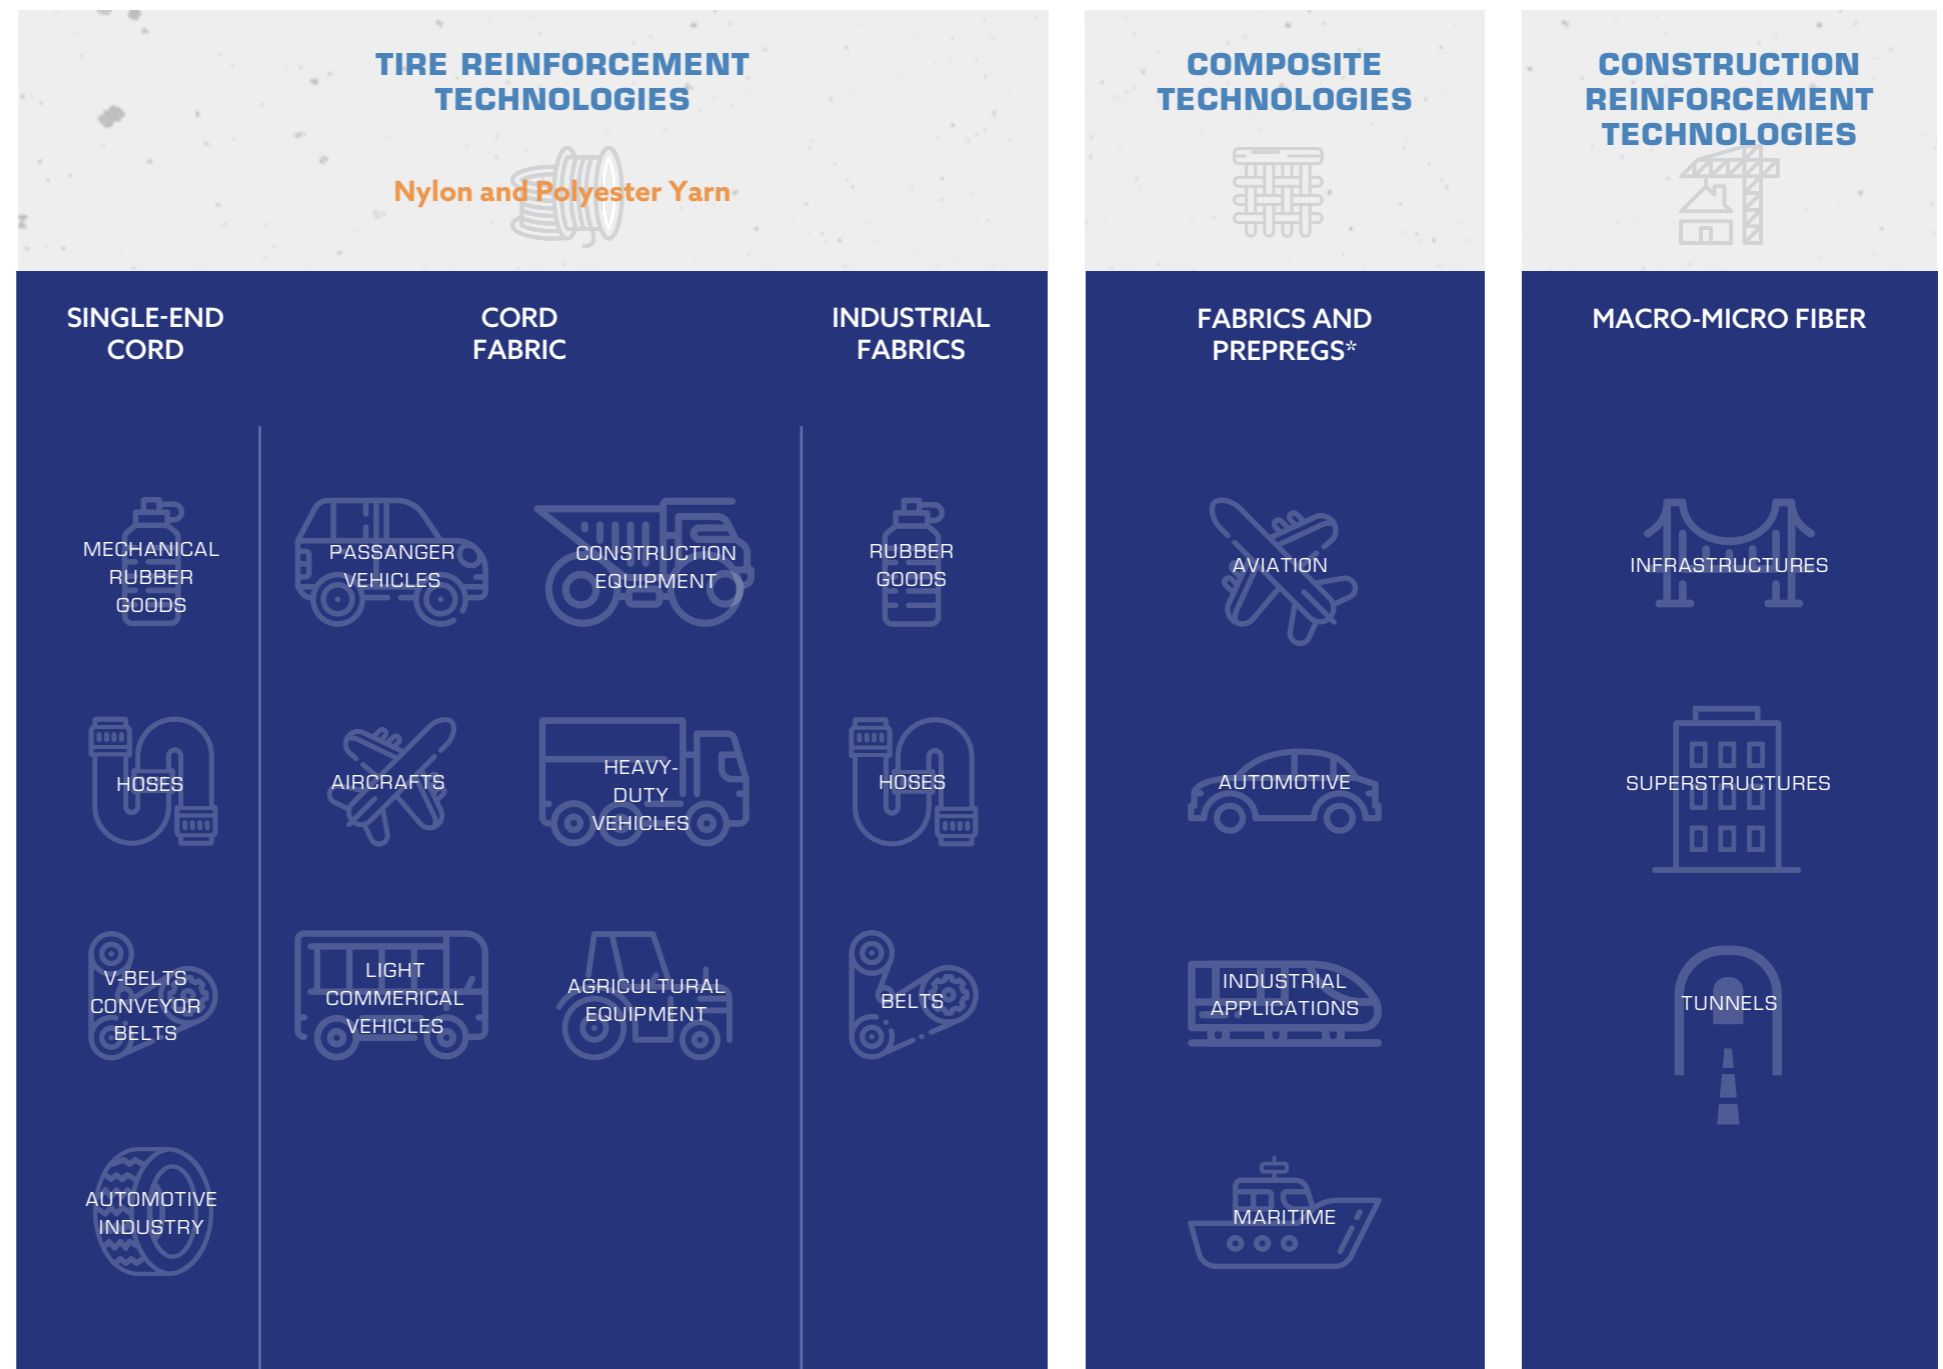 TIRE REINFORCEMENT
TECHNOLOGIES
Nylon and Polyester Yarn
SINGLE-END
CORD
MECHANICAL
RUBBER
GOODS
HOSES
V-BELTS
CONVEYOR
BELTS
AUTOMOTIVE
INDUSTRY
CORD
FABRIC
PASSANGER
VEHICLES
CONSTRUCTION
EQUIPMENT
AIRCRAFTS
HEAVY-
DUTY
VEHICLES
LIGHT
COMMERICAL
VEHICLES
AGRICULTURAL
EQUIPMENT
INDUSTRIAL
FABRICS
RUBBER
GOODS
HOSES
BELTS
COMPOSITE
TECHNOLOGIES
FABRICS AND
PREPREGS*
AVIATION
AUTOMOTIVE
INDUSTRIAL
APPLICATIONS
MARITIME
CONSTRUCTION
REINFORCEMENT
TECHNOLOGIES
MACRO-MICRO FIBER
INFRASTRUCTURES
SUPERSTRUCTURES
TUNNELS